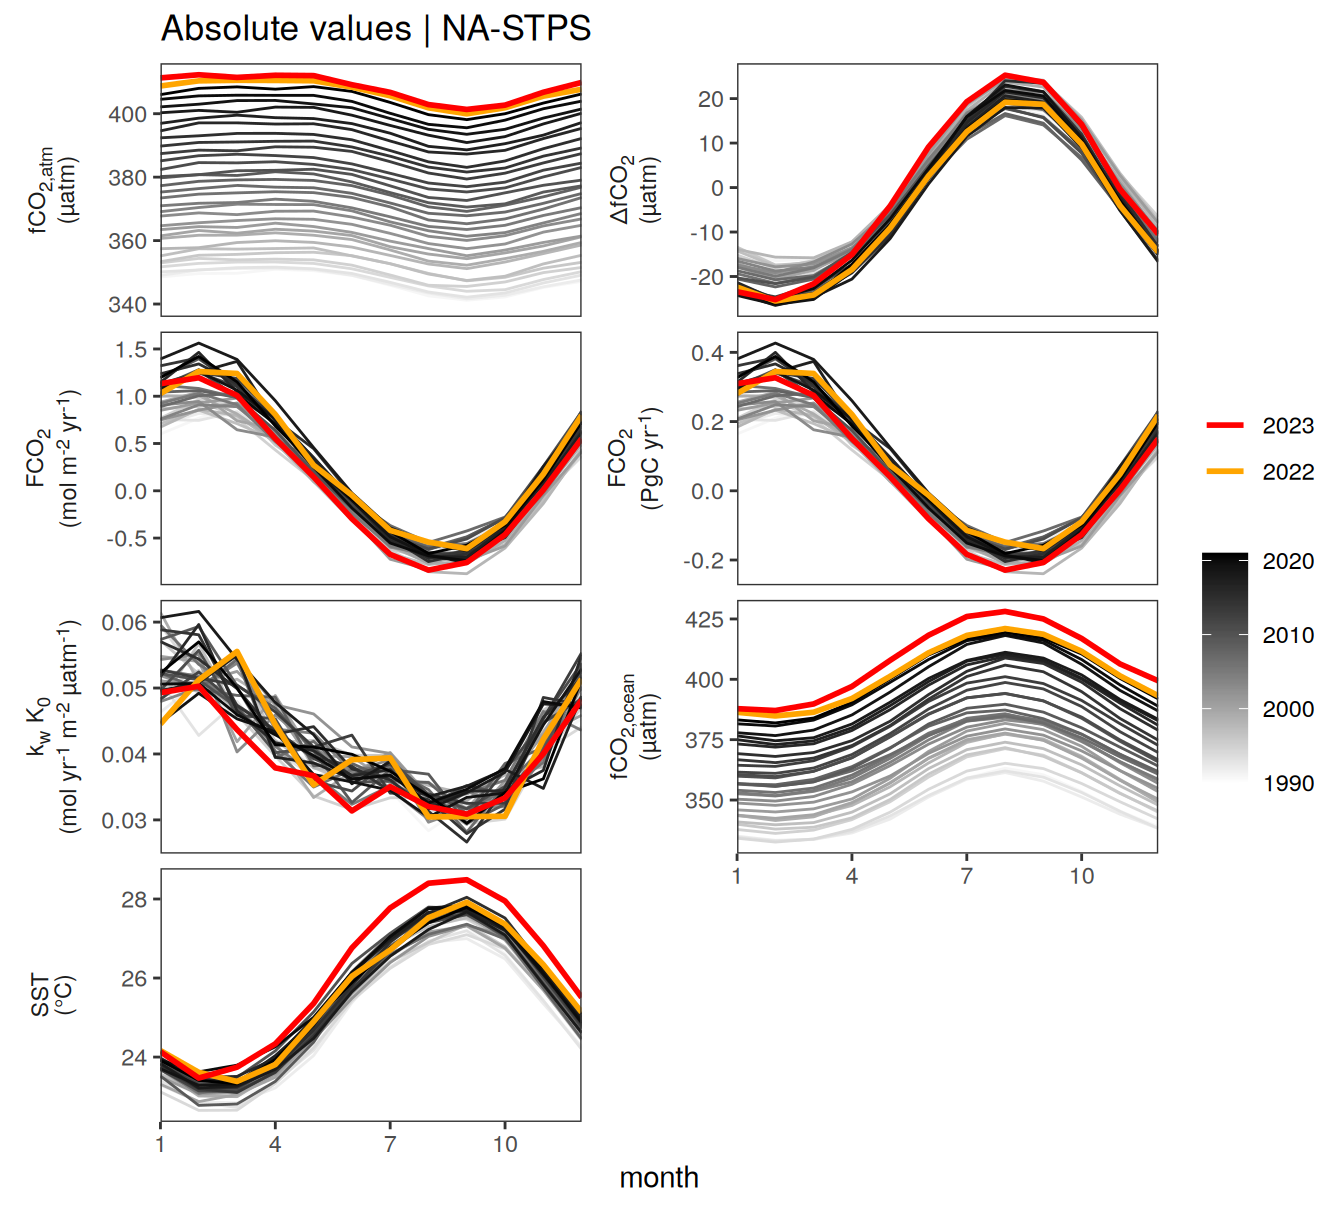 Absolute values | NA-STPS
fCO2,atm
(µatm)
400
380
360
340
ΔfCO2
(µatm)
20
10
0
-10
-20
FCO2
(mol m-2 yr-1)
1.5
1.0
0.5
0.0
-0.5
FCO2
(PgC yr-1)
0.4
0.2
0.0
-0.2
kw K0
(mol yr-1 m-2 µatm-1)
0.06
0.05
0.04
0.03
fCO2,ocean
(µatm)
425
400
375
350
1 4 7 10
SST
(°C)
28
26
24
1 4 7 10
month
2023
2022
2020
2010
2000
1990